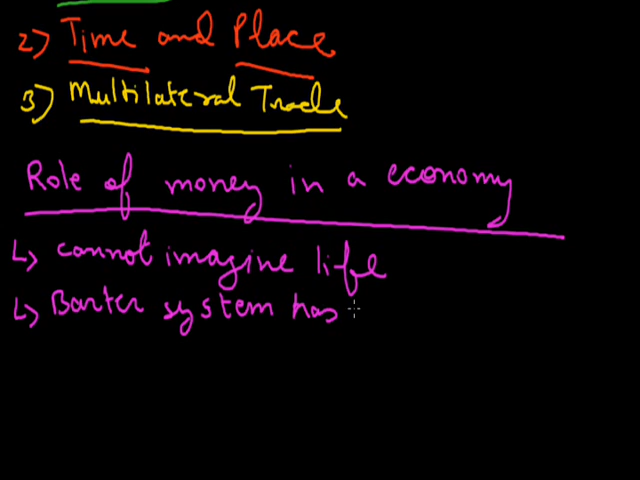 2) Time and Place
3) Multilateral Trade
Role of money in a economy
↳ cannot imagine life
↳ Barter system has